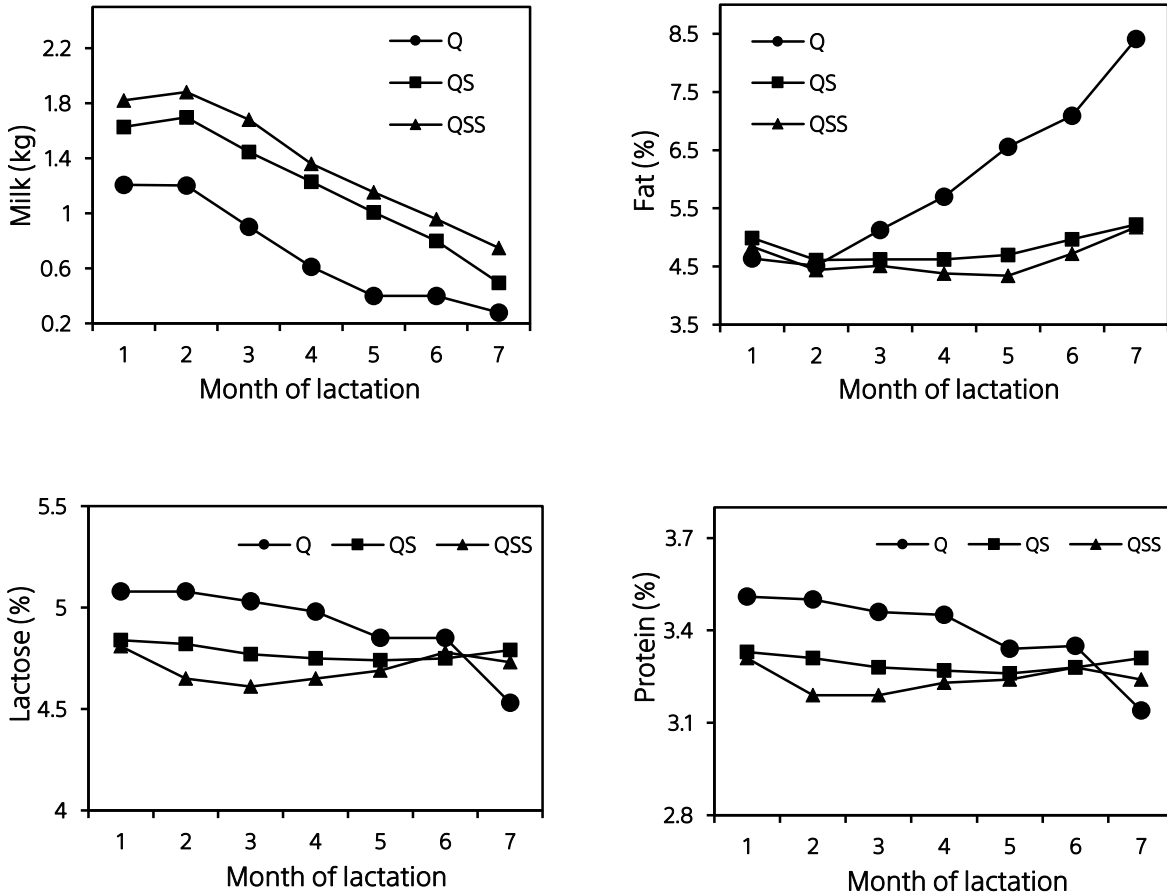 Milk (kg)
2.2
1.8
1.4
1
0.6
0.2
Q
QS
QSS
1 2 3 4 5 6 7
Month of lactation
Fat (%)
8.5
7.5
6.5
5.5
4.5
3.5
Q
QS
QSS
1 2 3 4 5 6 7
Month of lactation
Lactose (%)
5.5
5
4.5
4
Q QS QSS
1 2 3 4 5 6 7
Month of lactation
Protein (%)
3.7
3.4
3.1
2.8
Q QS QSS
1 2 3 4 5 6 7
Month of lactation